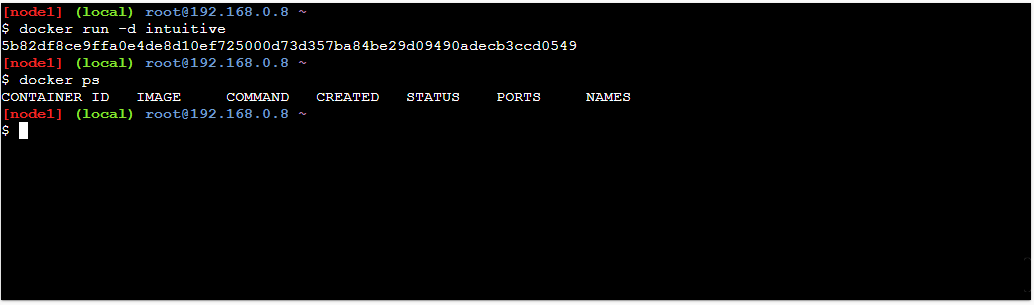 [node1] (local) root@192.168.0.8 ~
$ docker run -d intuitive
5b82df8ce9ffa0e4de8d10ef725000d73d357ba84be29d09490adecb3ccd0549
[node1] (local) root@192.168.0.8 ~
$ docker ps
CONTAINER ID   IMAGE     COMMAND   CREATED   STATUS    PORTS     NAMES
[node1] (local) root@192.168.0.8 ~
$